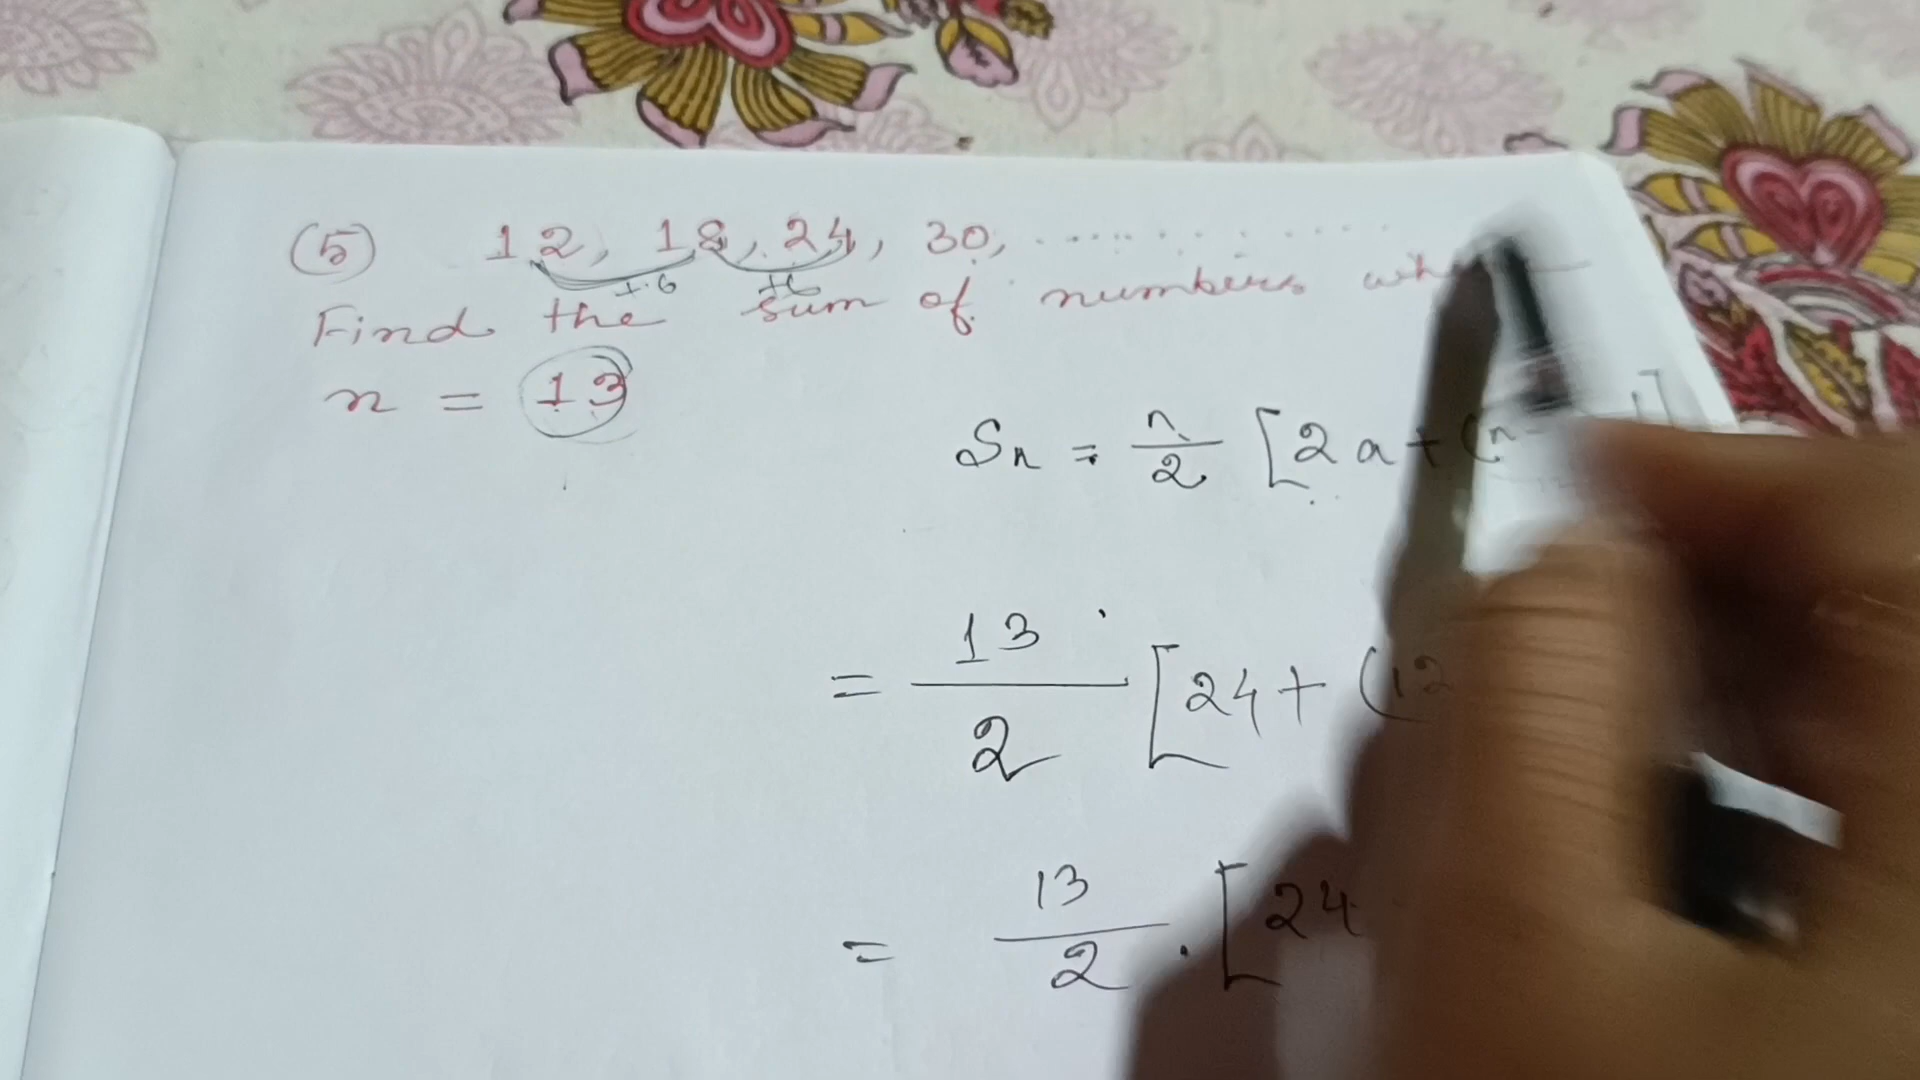 (5) 12, 18, 24, 30, ..............
+6 +6
Find the sum of numbers
n = 13
Sn = n/2 [2a + (n
= 13/2 [24 + (12
= 13/2 . [24